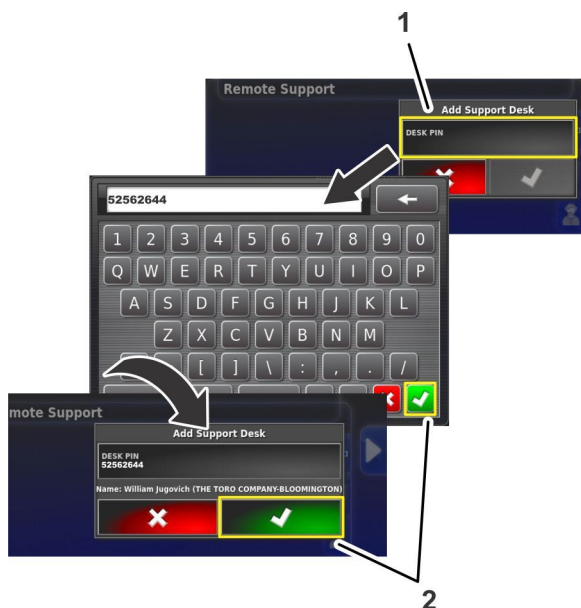 1
Remote Support
Add Support Desk
DESK PIN
52562644
1 2 3 4 5 6 7 8 9 0
Q W E R T Y U I O P
A S D F G H J K L
Z X C V B N M
[ ] \ : , . /
mote Support
Add Support Desk
DESK PIN
52562644
Name: William Jugovich (THE TORO COMPANY-BLOOMINGTON)
2